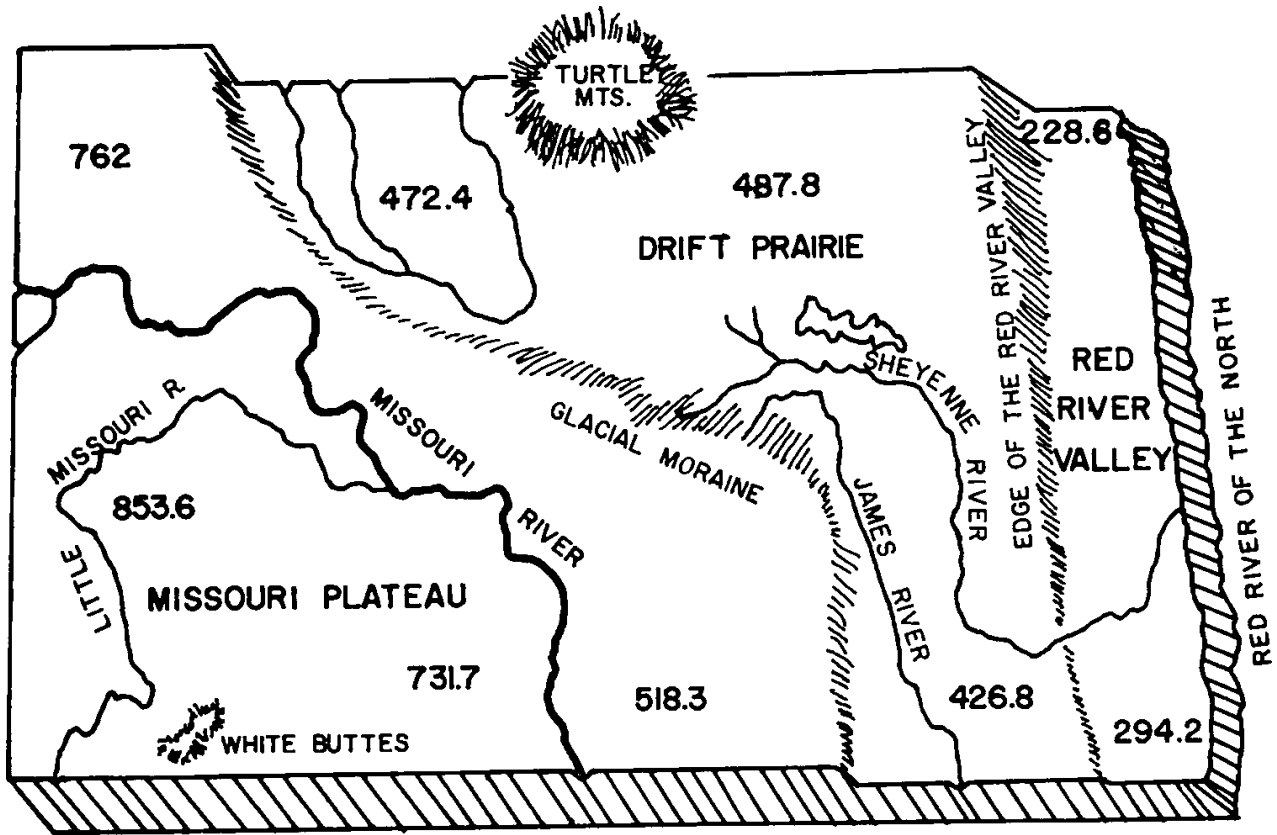 TURTLE
MTS.
228.6
762
472.4
487.8
DRIFT PRAIRIE
EDGE OF THE RED RIVER VALLEY
RED
RIVER
VALLEY
RED RIVER OF THE NORTH
SHEYENNE
RIVER
MISSOURI
RIVER
GLACIAL MORAINE
JAMES
RIVER
LITTLE MISSOURI R.
853.6
MISSOURI PLATEAU
731.7
518.3
426.8
294.2
WHITE BUTTES